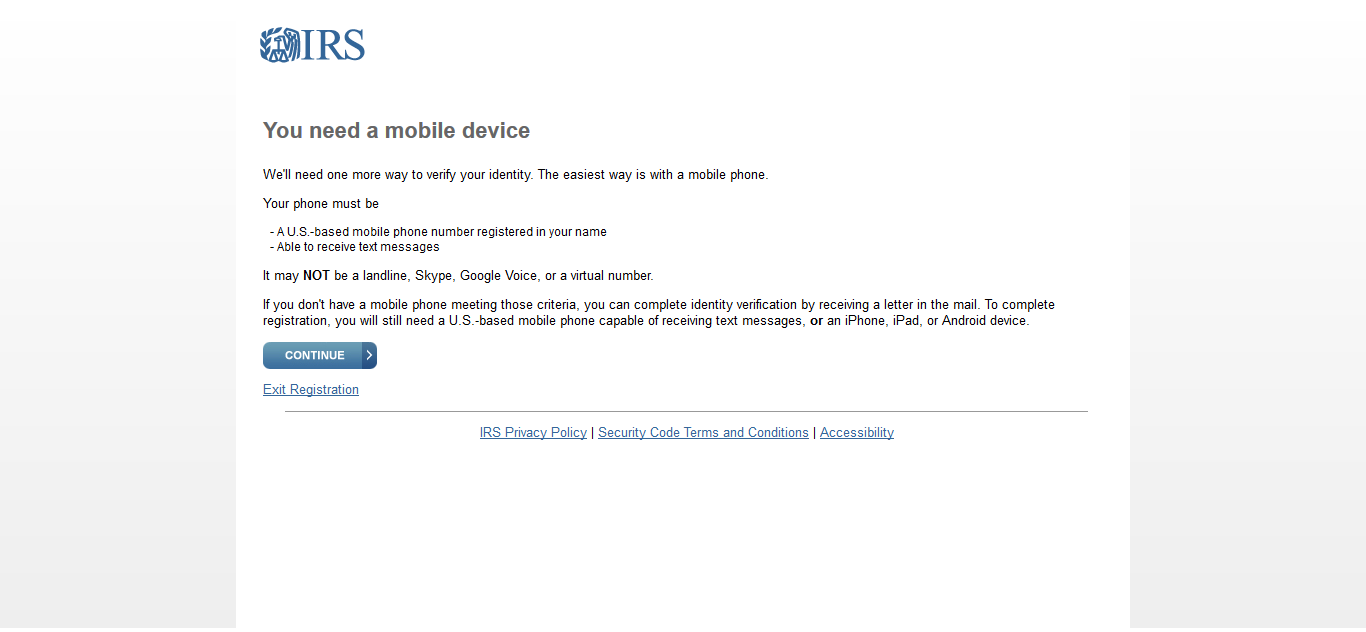 IRS
You need a mobile device
We'll need one more way to verify your identity. The easiest way is with a mobile phone.
Your phone must be
- A U.S.-based mobile phone number registered in your name
- Able to receive text messages
It may NOT be a landline, Skype, Google Voice, or a virtual number.
If you don't have a mobile phone meeting those criteria, you can complete identity verification by receiving a letter in the mail. To complete
registration, you will still need a U.S.-based mobile phone capable of receiving text messages, or an iPhone, iPad, or Android device.
CONTINUE
Exit Registration
IRS Privacy Policy | Security Code Terms and Conditions | Accessibility